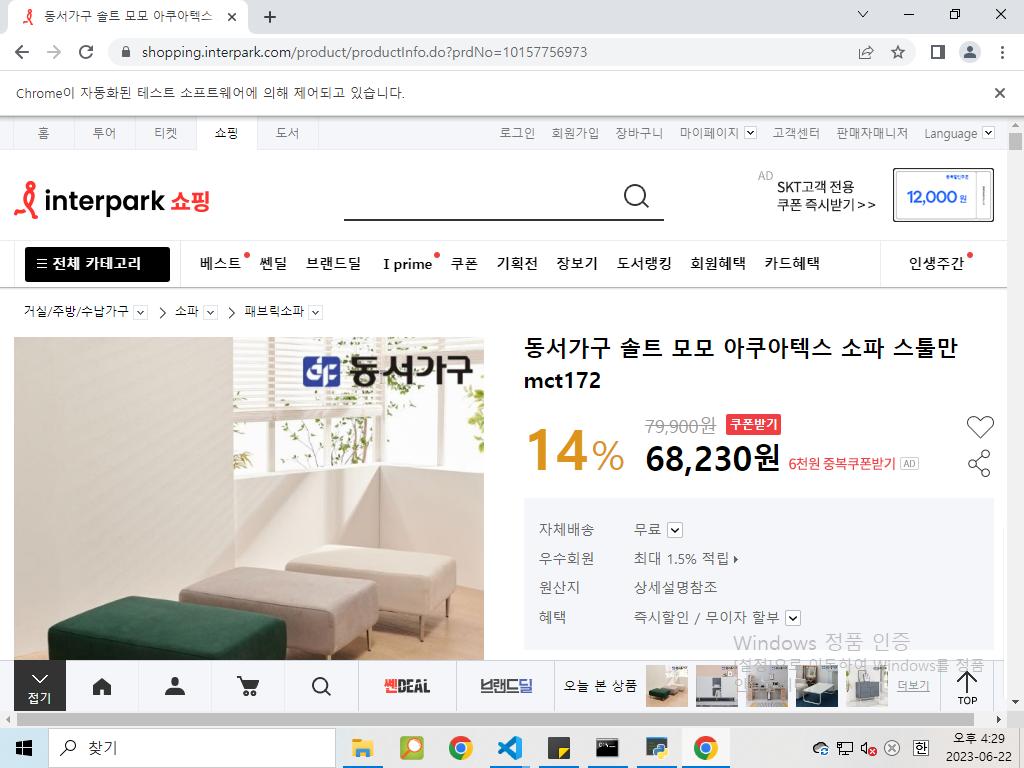 동서가구 솔트 모모 아쿠아텍스
shopping.interpark.com/product/productInfo.do?prdNo=10157756973
Chrome이 자동화된 테스트 소프트웨어에 의해 제어되고 있습니다.
홈 투어 티켓 쇼핑 도서 로그인 회원가입 장바구니 마이페이지 고객센터 판매자매니저 Language
interpark 쇼핑
AD SKT고객 전용
쿠폰 즉시받기>>
12,000원
전체 카테고리 베스트 쎈딜 브랜드딜 I prime 쿠폰 기획전 장보기 도서랭킹 회원혜택 카드혜택 인생주간
거실/주방/수납가구 > 소파 > 패브릭소파
동서가구
동서가구 솔트 모모 아쿠아텍스 소파 스툴만
mct172
14% 79,900원 쿠폰받기
68,230원 6천원 중복쿠폰받기 AD
자체배송 무료
우수회원 최대 1.5% 적립
원산지 상세설명참조
혜택 즉시할인 / 무이자 할부
Windows 정품 인증
[설정]으로 이동하여 Windows를 정품
접기 쎈DEAL 브랜드딜 오늘 본 상품 더보기 TOP
찾기
오후 4:29
한
2023-06-22